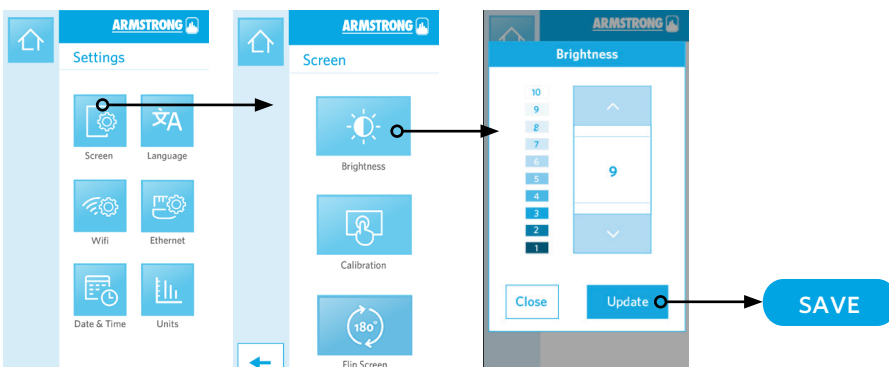 ARMSTRONG
Settings
Screen
Language
Wifi
Ethernet
Date & Time
Units
ARMSTRONG
Screen
Brightness
Calibration
180°
Flip Screen
ARMSTRONG
Brightness
10
9
8
7
6
5
4
3
2
1
9
Close
Update
SAVE